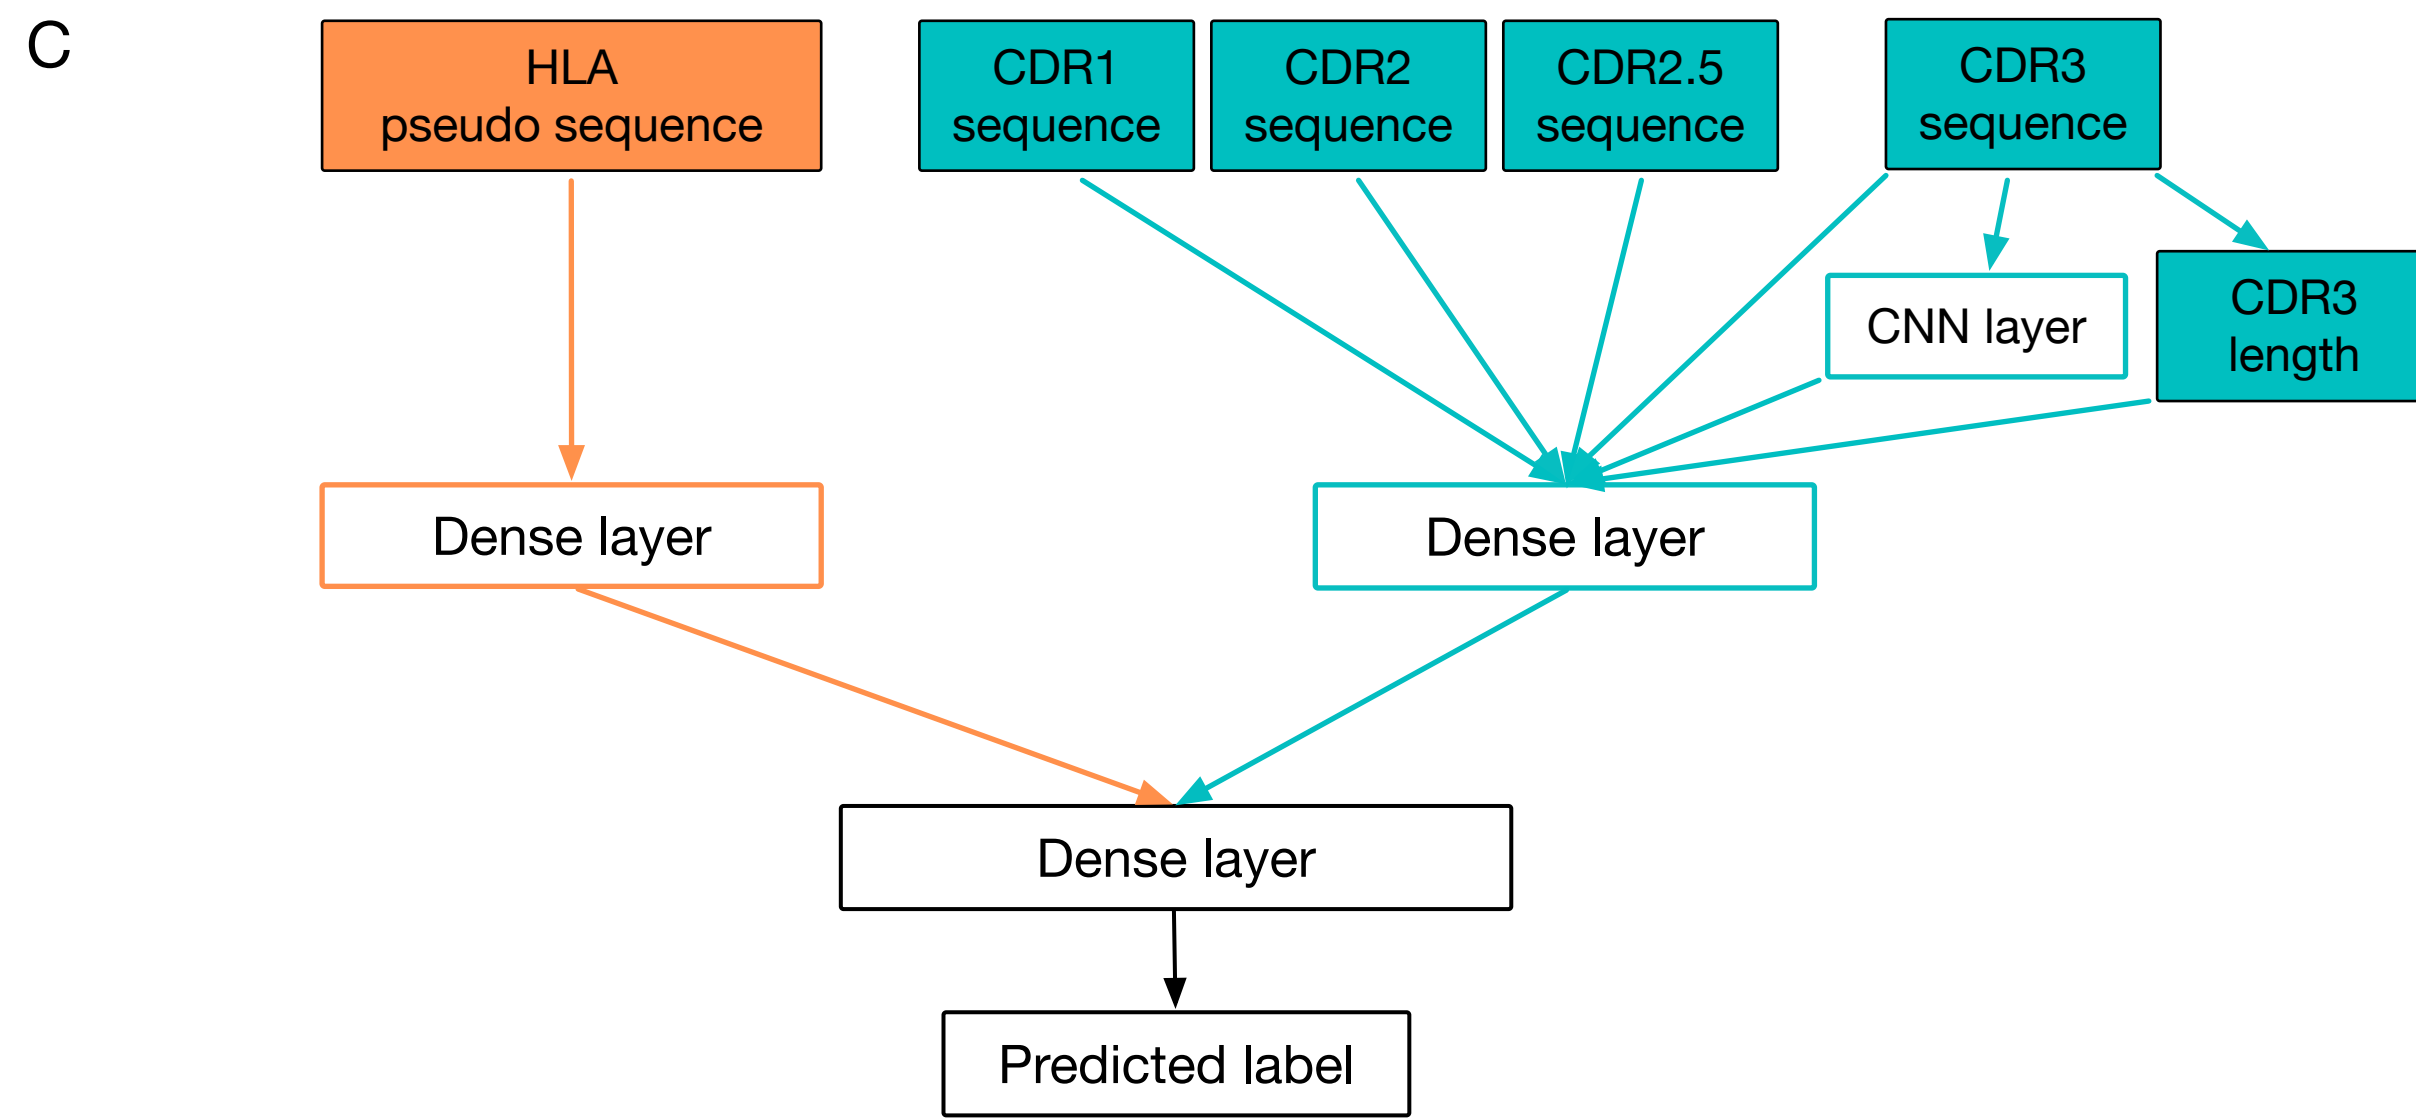 C
HLA
pseudo sequence
CDR1
sequence
CDR2
sequence
CDR2.5
sequence
CDR3
sequence
CNN layer
CDR3
length
Dense layer
Dense layer
Dense layer
Predicted label